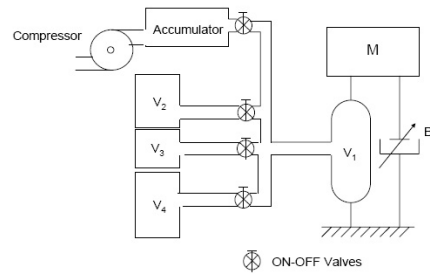 Compressor
Accumulator
M
V2
B
V3
V1
V4
ON-OFF Valves